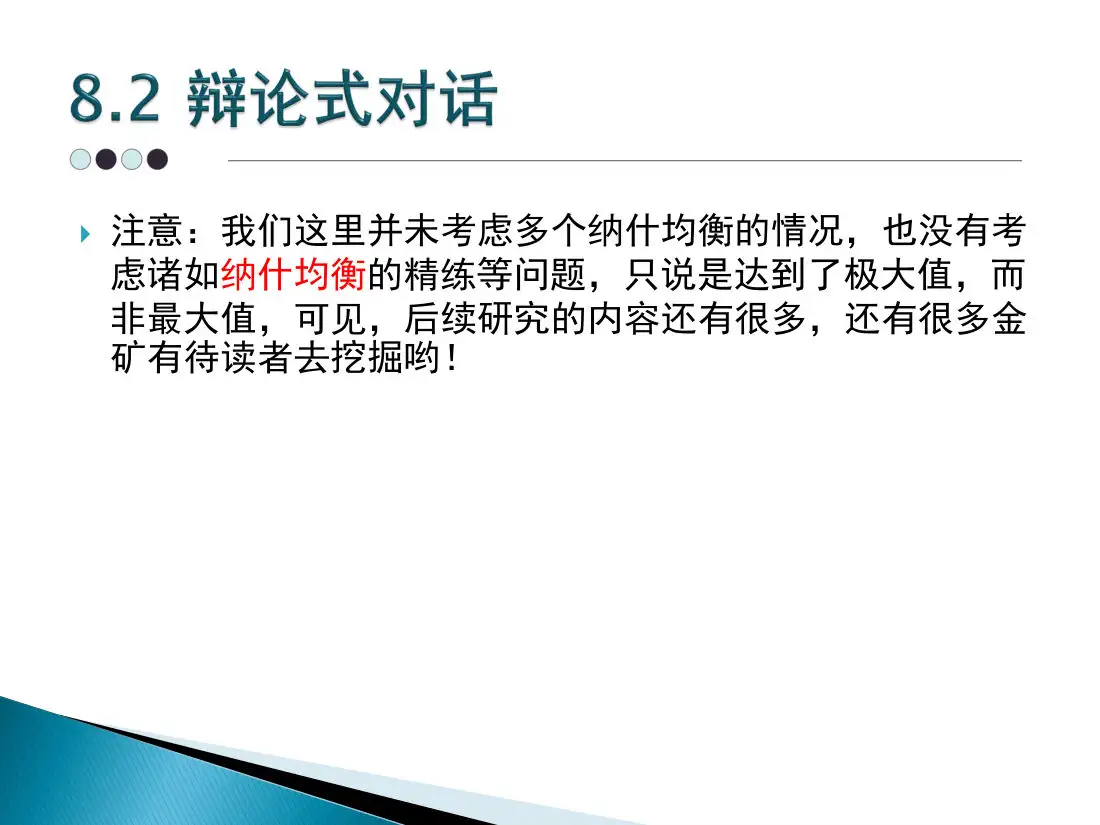 8.2 辩论式对话
注意：我们这里并未考虑多个纳什均衡的情况，也没有考
虑诸如纳什均衡的精练等问题，只说是达到了极大值，而
非最大值，可见，后续研究的内容还有很多，还有很多金
矿有待读者去挖掘哟！